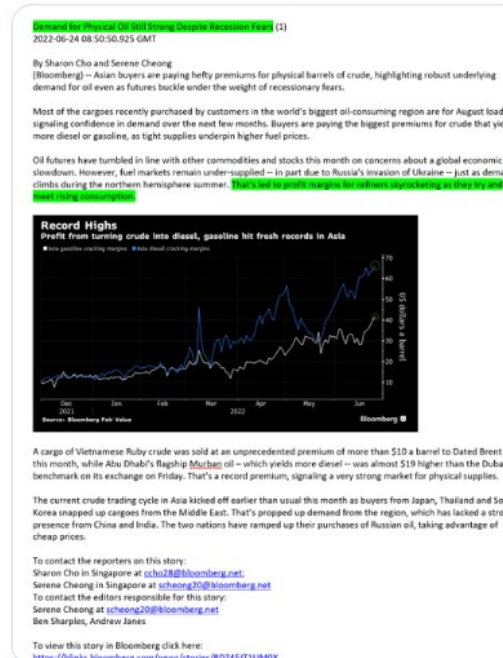 Demand for Physical Oil Still Strong Despite Recession Fears (1)
2022-06-24 08:50:50.925 GMT
By Sharon Cho and Serene Cheong
(Bloomberg) -- Asian buyers are paying hefty premiums for physical barrels of crude, highlighting robust underlying
demand for oil even as futures buckle under the weight of recessionary fears.
Most of the cargoes recently purchased by customers in the world's biggest oil-consuming region are for August load
signaling confidence in demand over the next few months. Buyers are paying the biggest premiums for crude that yie
more diesel or gasoline, as tight supplies underpin higher fuel prices.
Oil futures have tumbled in line with other commodities and stocks this month on concerns about a global economic
slowdown. However, fuel markets remain under-supplied -- in part due to Russia's invasion of Ukraine -- just as dema
climbs during the northern hemisphere summer. That's led to profit margins for refiners skyrocketing as they try and
meet rising consumption.
Record Highs
Profit from turning crude into diesel, gasoline hit fresh records in Asia
Asia gasoline cracking margins Asia diesel cracking margins
70
60
50
40
30
20
10
US dollars a barrel
Dec Jan Feb Mar Apr May Jun
2021 2022
Source: Bloomberg Fair Value Bloomberg
A cargo of Vietnamese Ruby crude was sold at an unprecedented premium of more than $10 a barrel to Dated Brent
this month, while Abu Dhabi's flagship Murban oil -- which yields more diesel -- was almost $19 higher than the Duba
benchmark on its exchange on Friday. That's a record premium, signaling a very strong market for physical supplies.
The current crude trading cycle in Asia kicked off earlier than usual this month as buyers from Japan, Thailand and So
Korea snapped up cargoes from the Middle East. That's propped up demand from the region, which has lacked a stro
presence from China and India. The two nations have ramped up their purchases of Russian oil, taking advantage of
cheap prices.
To contact the reporters on this story:
Sharon Cho in Singapore at ccho28@bloomberg.net;
Serene Cheong in Singapore at scheong20@bloomberg.net
To contact the editors responsible for this story:
Serene Cheong at scheong20@bloomberg.net
Ben Sharples, Andrew Janes
To view this story in Bloomberg click here: